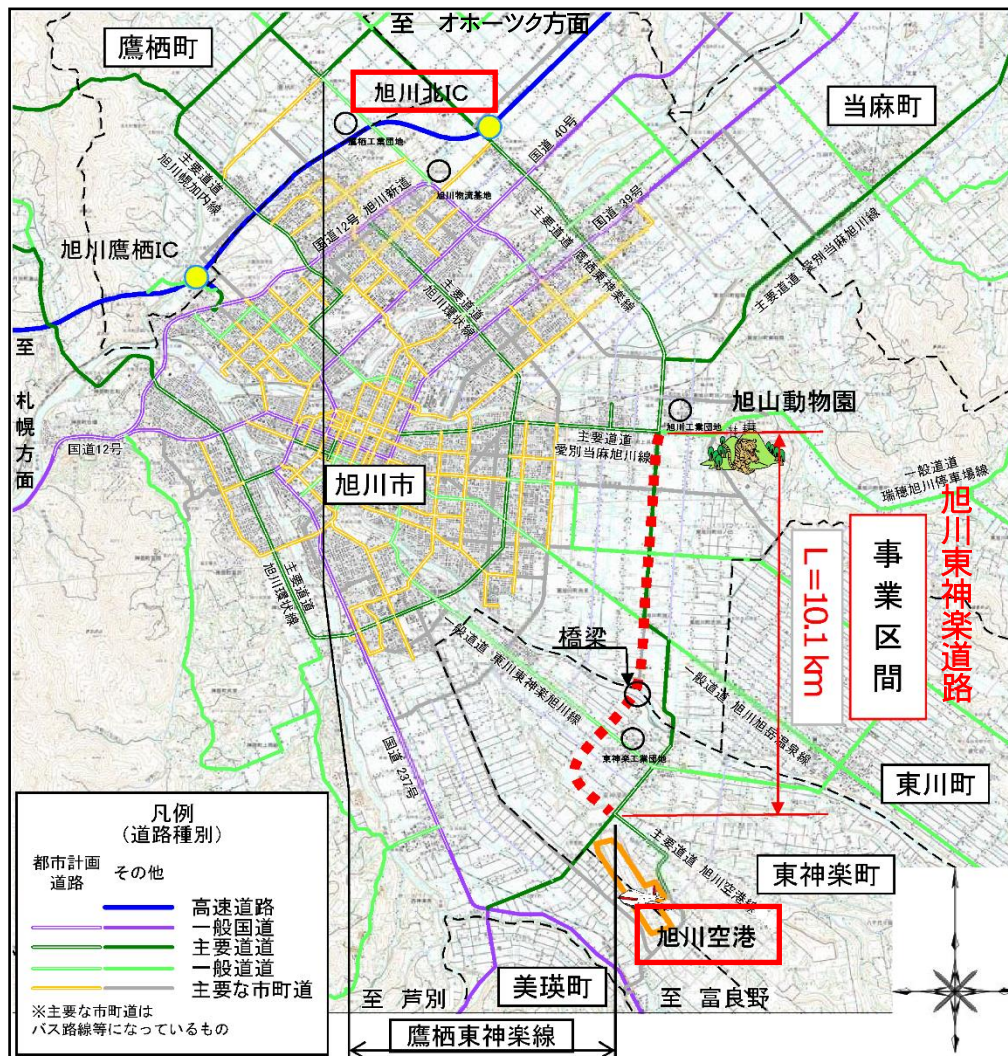 至 オホーツク方面
鷹栖町
旭川北IC
当麻町
鷹栖工業団地
国道 40号
旭川物流基地
主要道道
旭川幌加内線
国道12号 旭川新道
国道 39号
旭川鷹栖IC
主要道道 鷹栖東神楽線
主要道道 愛別当麻旭川線
主要道道
旭川環状線
至 札幌方面
旭山動物園
旭川工業団地
国道12号
主要道道
愛別当麻旭川線
一般道道
瑞穂旭川停車場線
旭川市
旭川東神楽道路
事業区間
L=10.1 km
主要道道
旭川環状線
橋梁
一般道道 東川東神楽旭川線
一般道道 旭川旭岳温泉線
東神楽工業団地
国道 237号
東川町
主要道道 旭川空港線
東神楽町
旭川空港
美瑛町
至 芦別
至 富良野
鷹栖東神楽線
凡例
(道路種別)
都市計画
道路
その他
高速道路
一般国道
主要道道
一般道道
主要な市町道
※主要な市町道は
バス路線等になっているもの